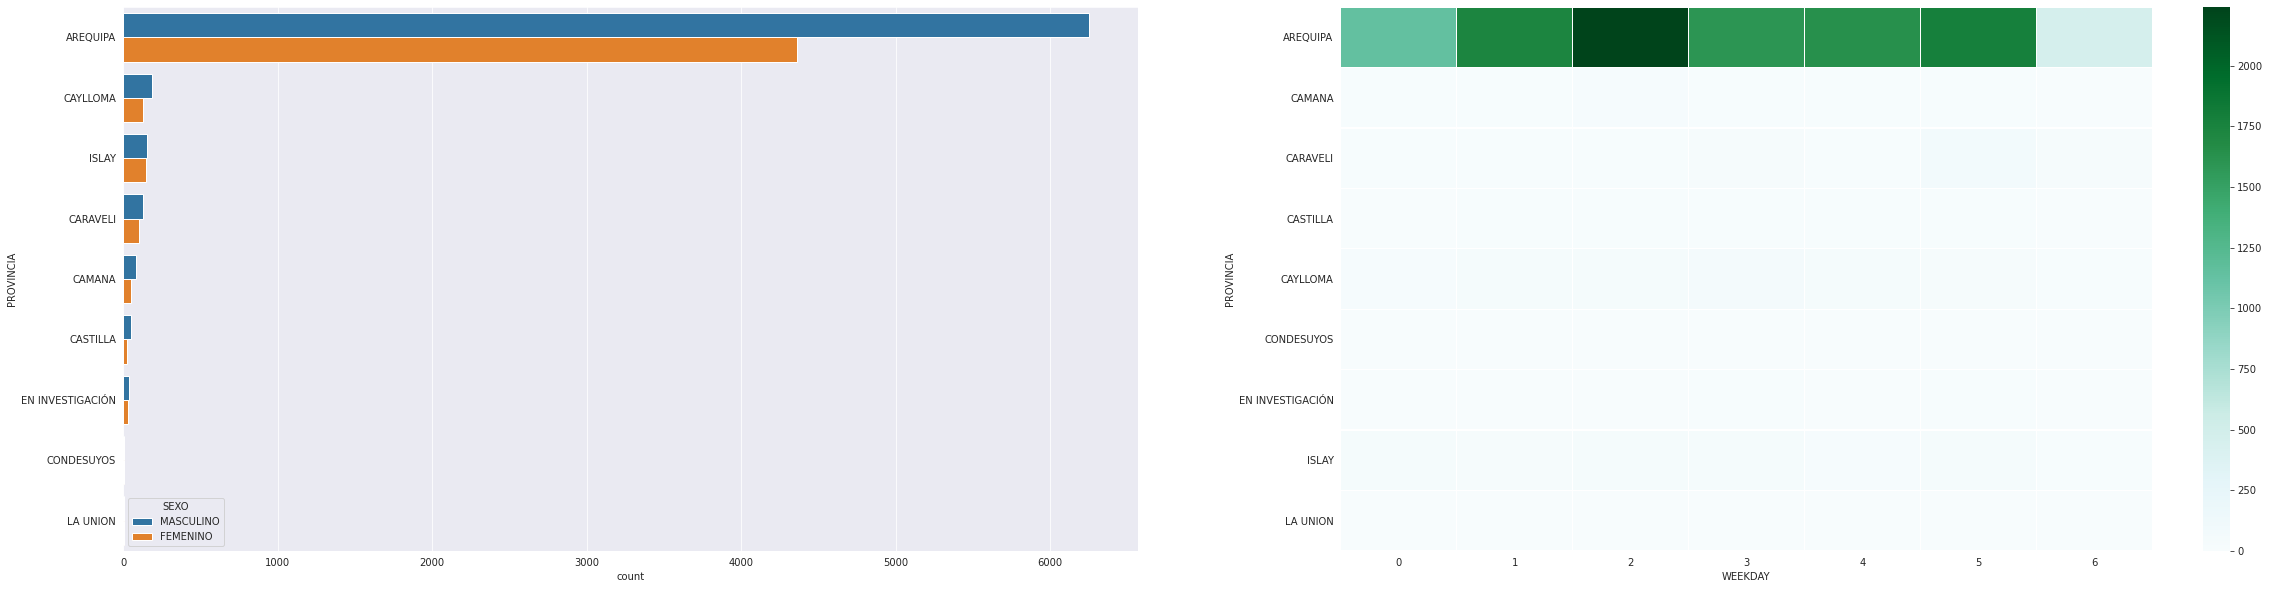 PROVINCIA
AREQUIPA
CAYLLOMA
ISLAY
CARAVELI
CAMANA
CASTILLA
EN INVESTIGACIÓN
CONDESUYOS
LA UNION
SEXO
MASCULINO
FEMENINO
0 1000 2000 3000 4000 5000 6000
count
PROVINCIA
AREQUIPA
CAMANA
CARAVELI
CASTILLA
CAYLLOMA
CONDESUYOS
EN INVESTIGACIÓN
ISLAY
LA UNION
0 1 2 3 4 5 6
WEEKDAY
2000
1750
1500
1250
1000
750
500
250
0